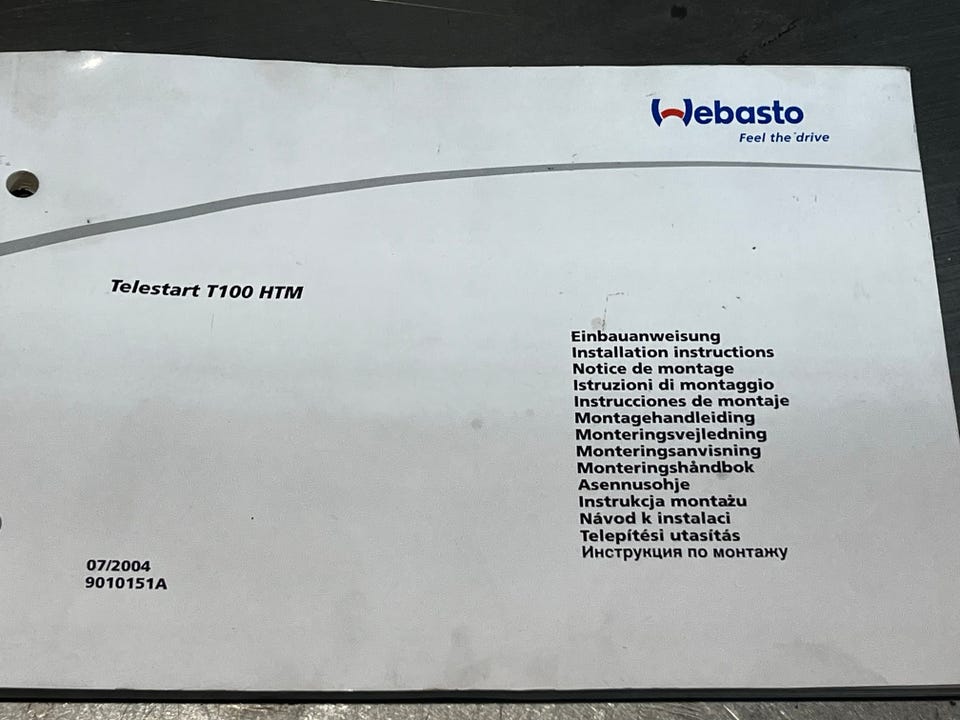 Webasto
Feel the drive
Telestart T100 HTM
Einbauanweisung
Installation instructions
Notice de montage
Istruzioni di montaggio
Instrucciones de montaje
Montagehandleiding
Monteringsvejledning
Monteringsanvisning
Monteringshåndbok
Asennusohje
Instrukcja montażu
Návod k instalaci
Telepítési utasítás
Инструкция по монтажу
07/2004
9010151A